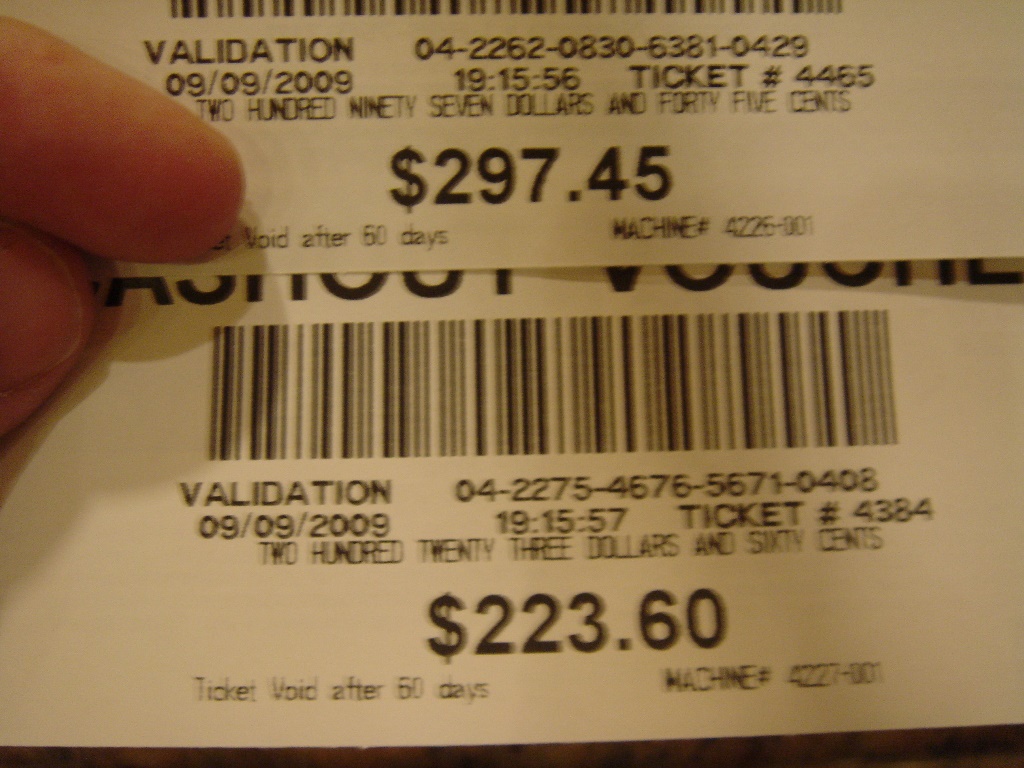 VALIDATION 04-2262-0830-6381-0429
09/09/2009 19:15:56 TICKET # 4465
TWO HUNDRED NINETY SEVEN DOLLARS AND FORTY FIVE CENTS
$297.45
Void after 60 days MACHINE# 4226-001
CASHOUT VOUCHER
VALIDATION 04-2275-4676-5671-0408
09/09/2009 19:15:57 TICKET # 4384
TWO HUNDRED TWENTY THREE DOLLARS AND SIXTY CENTS
$223.60
Ticket Void after 60 days MACHINE# 4227-001